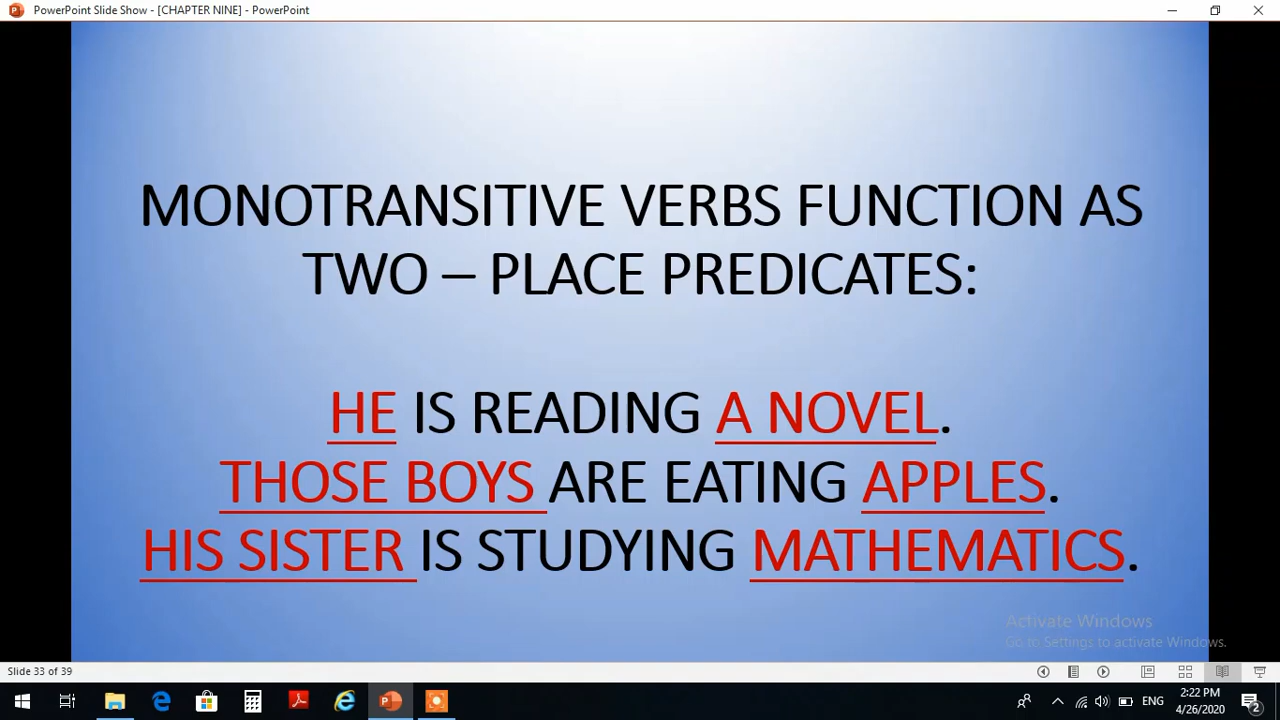 PowerPoint Slide Show - [CHAPTER NINE] - PowerPoint
MONOTRANSITIVE VERBS FUNCTION AS
TWO – PLACE PREDICATES:
HE IS READING A NOVEL.
THOSE BOYS ARE EATING APPLES.
HIS SISTER IS STUDYING MATHEMATICS.
Activate Windows
Go to Settings to activate Windows.
Slide 33 of 39
ENG
2:22 PM
4/26/2020
2